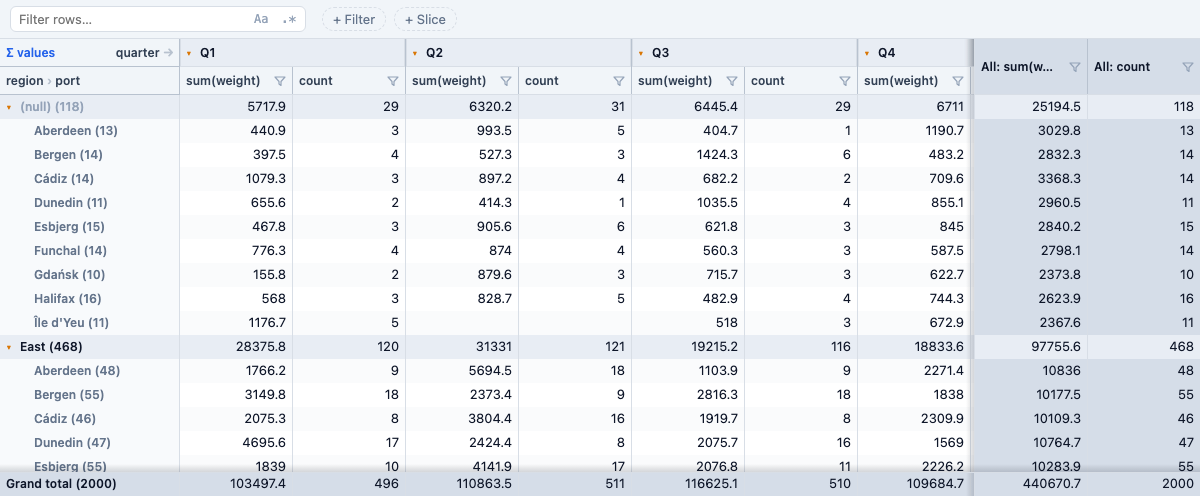 Filter rows... Aa .* + Filter + Slice
Σ values quarter → Q1 Q2 Q3 Q4 All: sum(w... All: count
region › port sum(weight) count sum(weight) count sum(weight) count sum(weight)
(null) (118) 5717.9 29 6320.2 31 6445.4 29 6711 25194.5 118
Aberdeen (13) 440.9 3 993.5 5 404.7 1 1190.7 3029.8 13
Bergen (14) 397.5 4 527.3 3 1424.3 6 483.2 2832.3 14
Cádiz (14) 1079.3 3 897.2 4 682.2 2 709.6 3368.3 14
Dunedin (11) 655.6 2 414.3 1 1035.5 4 855.1 2960.5 11
Esbjerg (15) 467.8 3 905.6 6 621.8 3 845 2840.2 15
Funchal (14) 776.3 4 874 4 560.3 3 587.5 2798.1 14
Gdańsk (10) 155.8 2 879.6 3 715.7 3 622.7 2373.8 10
Halifax (16) 568 3 828.7 5 482.9 4 744.3 2623.9 16
Île d'Yeu (11) 1176.7 5 518 3 672.9 2367.6 11
East (468) 28375.8 120 31331 121 19215.2 116 18833.6 97755.6 468
Aberdeen (48) 1766.2 9 5694.5 18 1103.9 9 2271.4 10836 48
Bergen (55) 3149.8 18 2373.4 9 2816.3 18 1838 10177.5 55
Cádiz (46) 2075.3 8 3804.4 16 1919.7 8 2309.9 10109.3 46
Dunedin (47) 4695.6 17 2424.4 8 2075.7 16 1569 10764.7 47
Esbjerg (55) 1839 10 4141.9 17 2076.8 11 2226.2 10283.9 55
Grand total (2000) 103497.4 496 110863.5 511 116625.1 510 109684.7 440670.7 2000